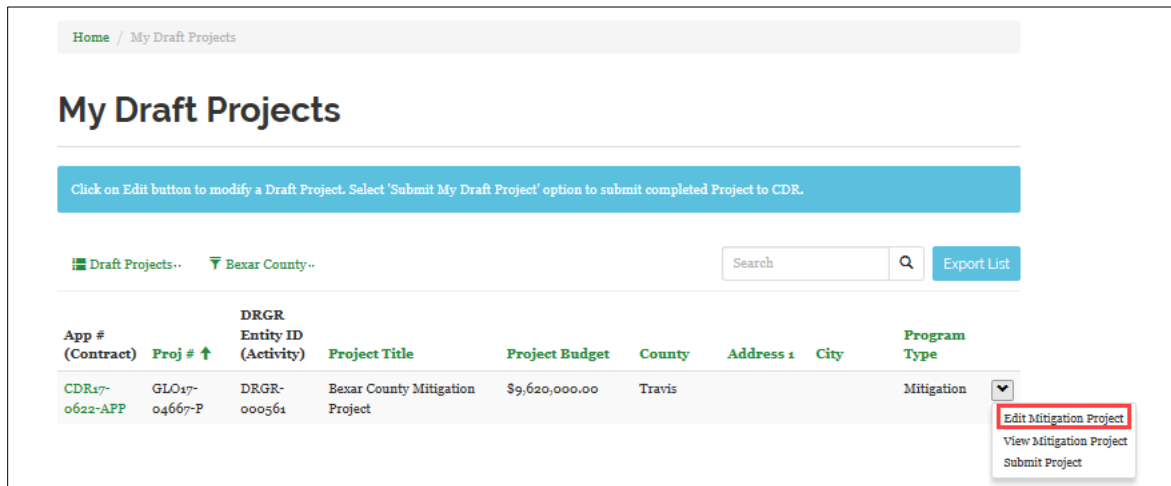 Home / My Draft Projects
My Draft Projects
Click on Edit button to modify a Draft Project. Select 'Submit My Draft Project' option to submit completed Project to CDR.
Draft Projects Bexar County Search Export List
App # (Contract) Proj # ↑ DRGR Entity ID (Activity) Project Title Project Budget County Address 1 City Program Type
CDR17-0622-APP GLO17-04667-P DRGR-000561 Bexar County Mitigation Project $9,620,000.00 Travis Mitigation
Edit Mitigation Project
View Mitigation Project
Submit Project